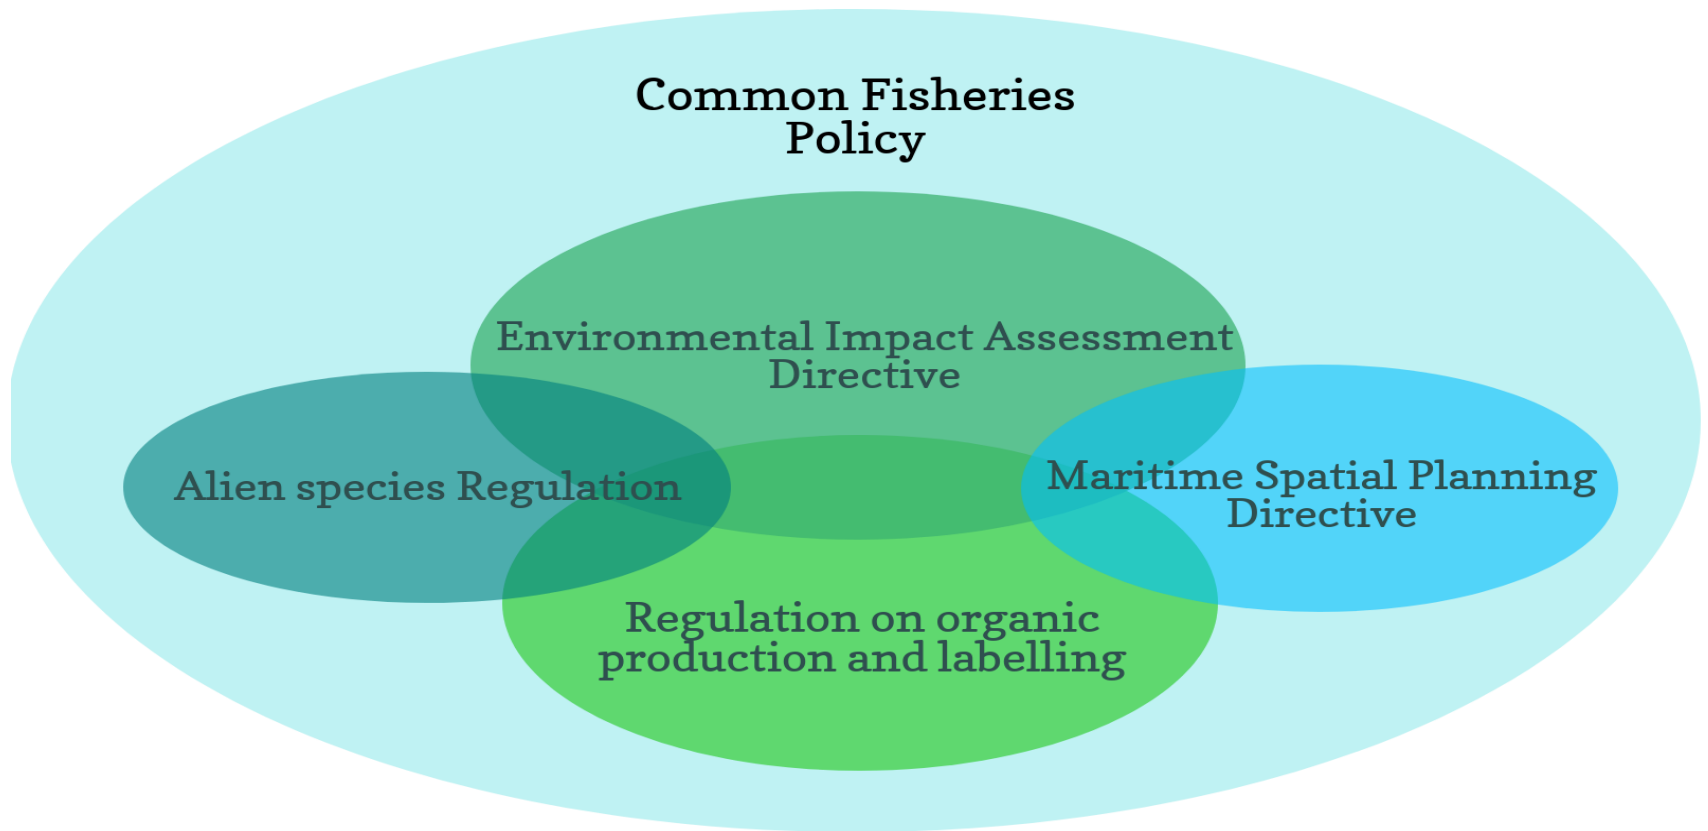 Common Fisheries
Policy
Environmental Impact Assessment
Directive
Alien species Regulation
Maritime Spatial Planning
Directive
Regulation on organic
production and labelling